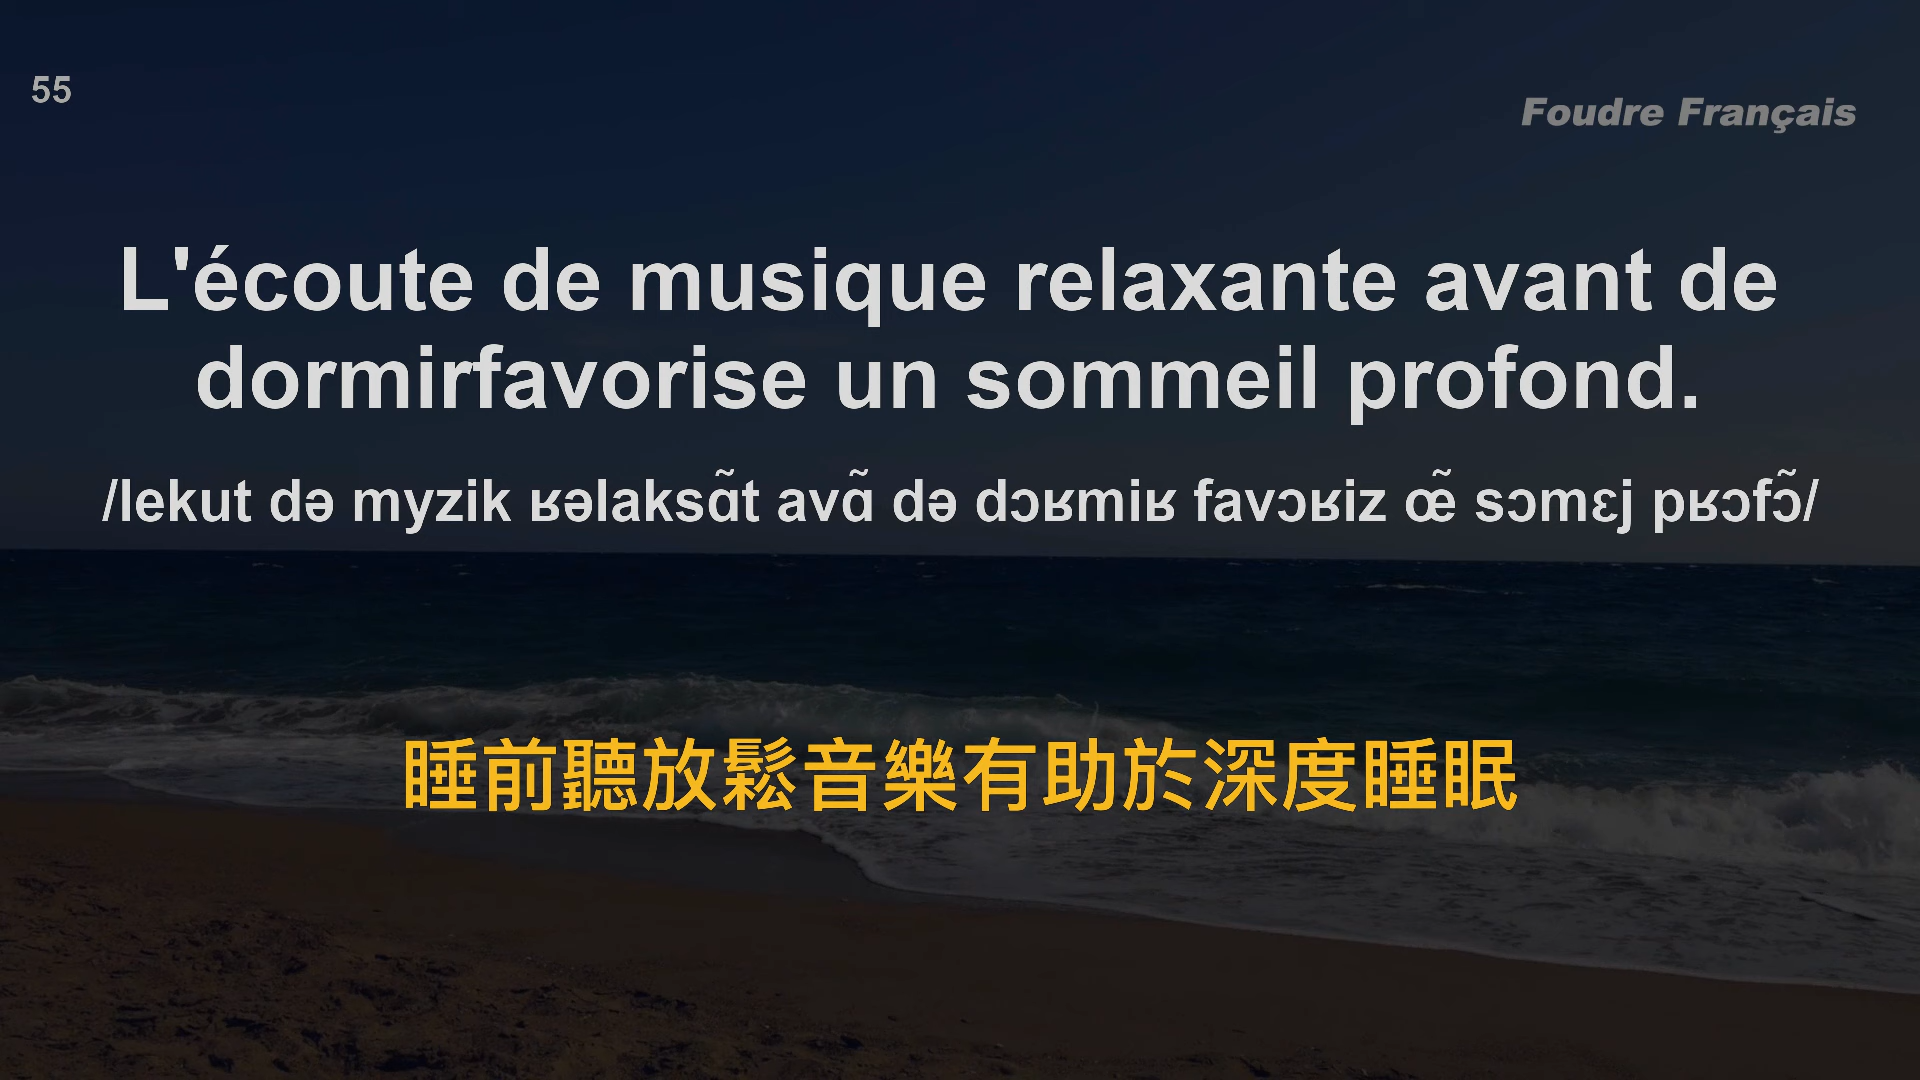 55
Foudre Français
L'écoute de musique relaxante avant de
dormirfavorise un sommeil profond.
/lekut də myzik ʁəlaksɑ̃t avɑ̃ də dɔʁmiʁ favɔʁiz œ̃ sɔmɛj pʁɔfɔ̃/
睡前聽放鬆音樂有助於深度睡眠